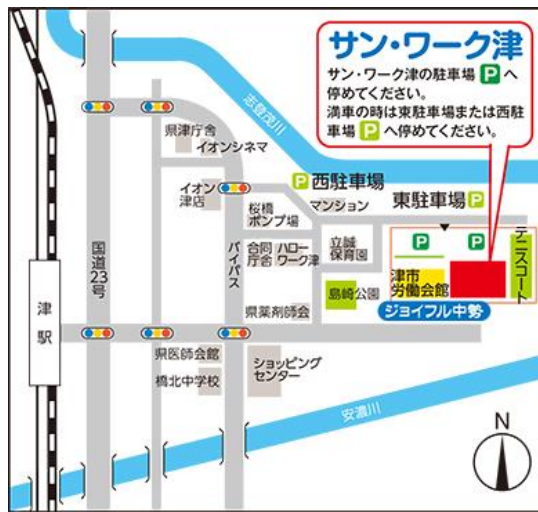 サン・ワーク津
サン・ワーク津の駐車場 P へ
停めてください。
満車の時は東駐車場または西駐
車場 P へ停めてください。
志登茂川
県津庁舎
イオンシネマ
P 西駐車場
イオン
津店
マンション
東駐車場 P
桜橋
ポンプ場
国道23号
バイパス
合同
庁舎
ハロー
ワーク津
立誠
保育園
P
P
テニスコート
津市
労働会館
島崎公園
ジョイフル中勢
県薬剤師会
津駅
県医師会館
橋北中学校
ショッピング
センター
安濃川
N